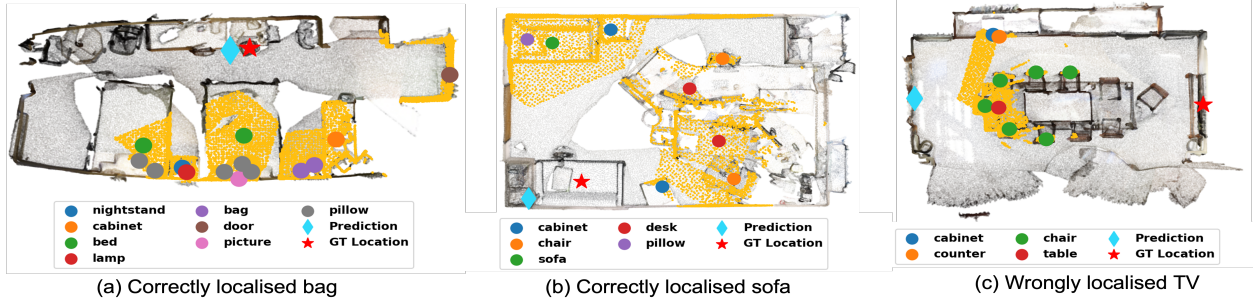 nightstand
cabinet
bed
lamp
bag
door
picture
pillow
Prediction
GT Location
(a) Correctly localised bag
cabinet
chair
sofa
desk
pillow
Prediction
GT Location
(b) Correctly localised sofa
cabinet
counter
chair
table
Prediction
GT Location
(c) Wrongly localised TV